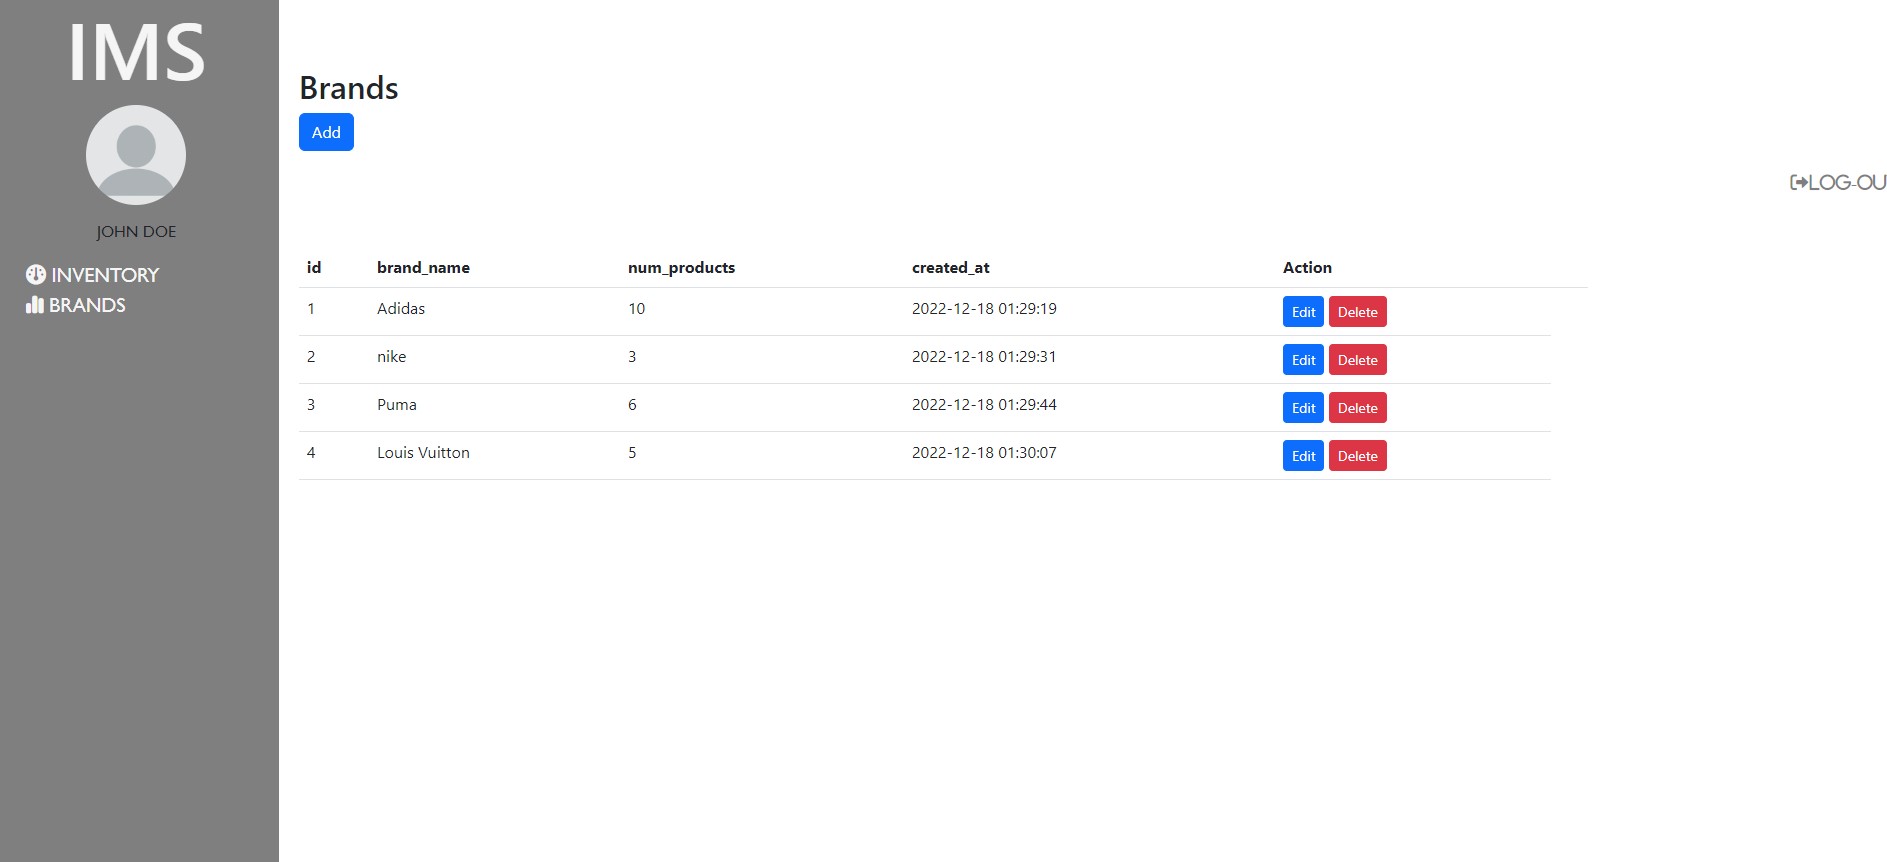 IMS
JOHN DOE
INVENTORY
BRANDS
Brands
Add
LOG-OU
id brand_name num_products created_at Action
1 Adidas 10 2022-12-18 01:29:19 Edit Delete
2 nike 3 2022-12-18 01:29:31 Edit Delete
3 Puma 6 2022-12-18 01:29:44 Edit Delete
4 Louis Vuitton 5 2022-12-18 01:30:07 Edit Delete